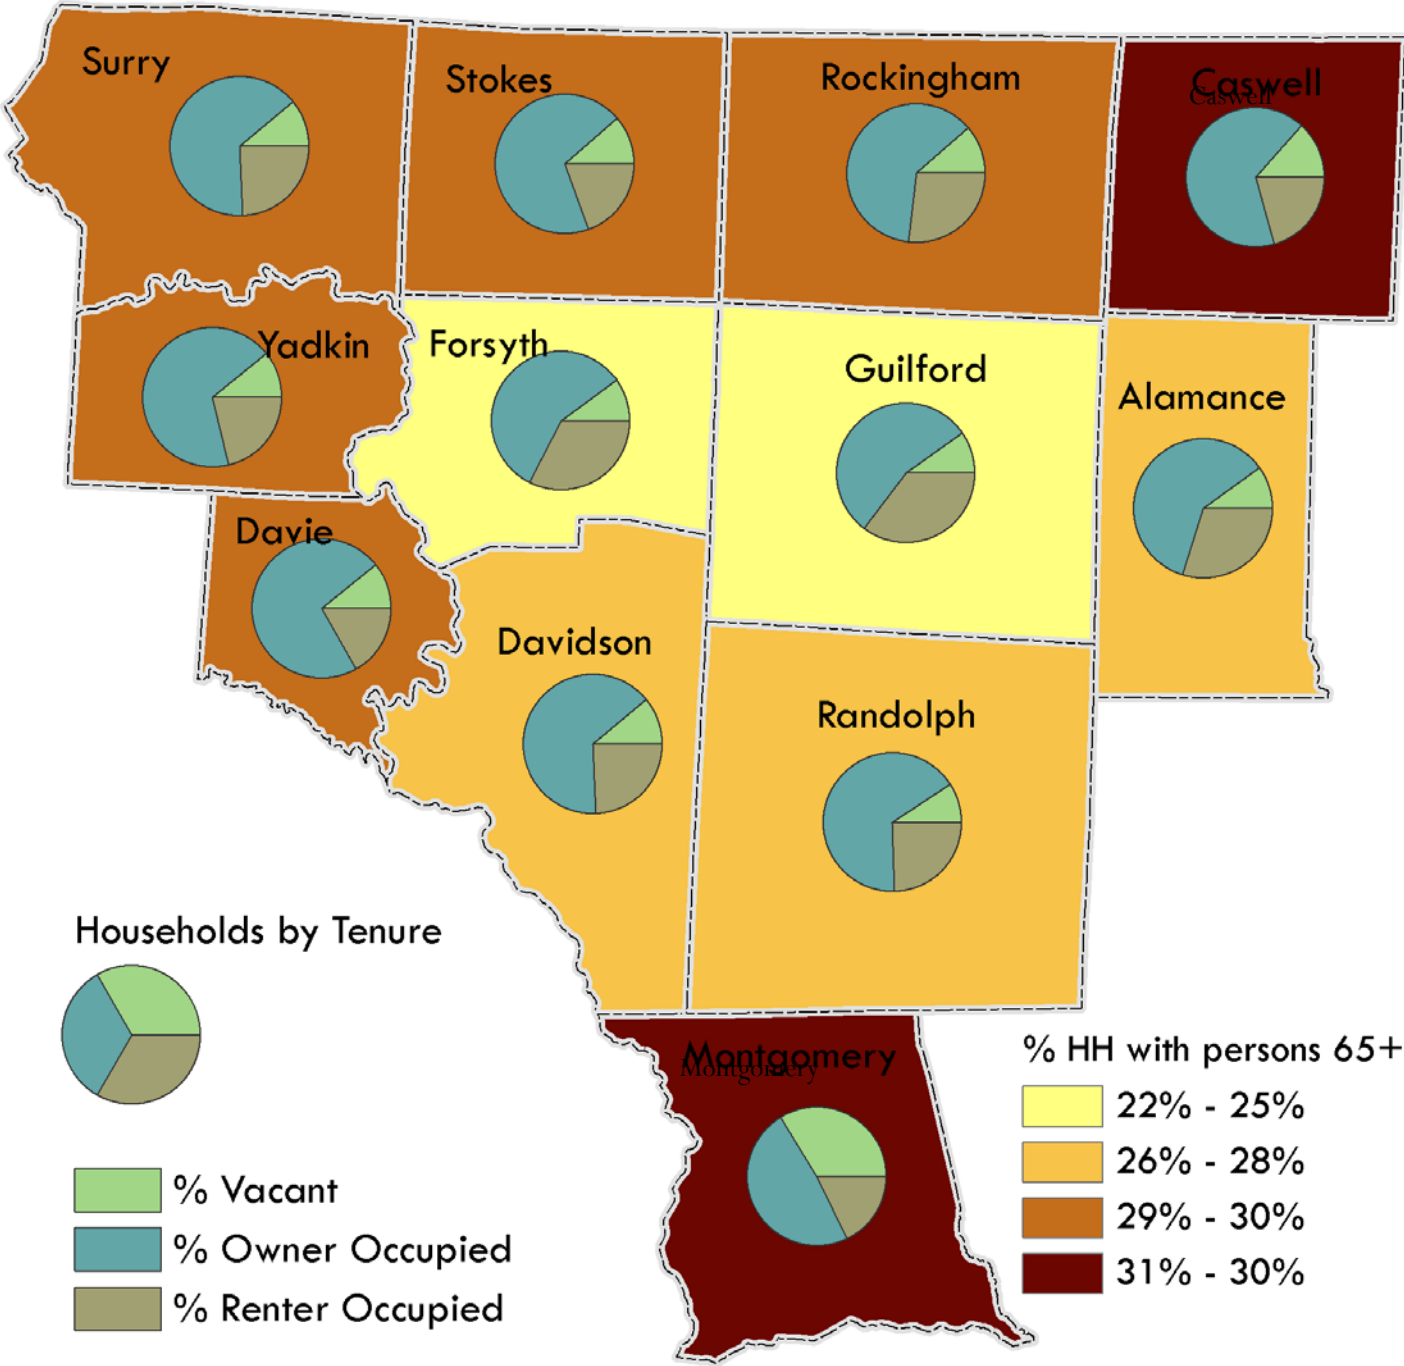 Surry
Stokes
Rockingham
Caswell
Caswell
Yadkin
Forsyth
Guilford
Alamance
Davie
Davidson
Randolph
Households by Tenure
Montgomery
Montgomery
% HH with persons 65+
22% - 25%
26% - 28%
29% - 30%
31% - 30%
% Vacant
% Owner Occupied
% Renter Occupied